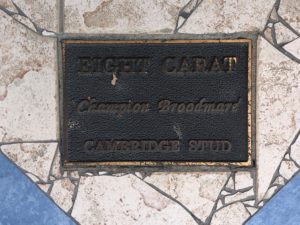 EIGHT CARAT
Champion Broodmare
CAMBRIDGE STUD